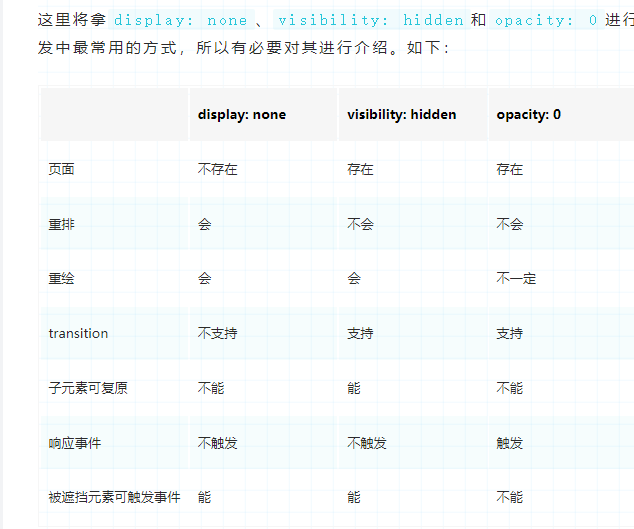 这里将拿 display: none 、visibility: hidden 和 opacity: 0 进行
发中最常用的方式，所以有必要对其进行介绍。如下：
display: none visibility: hidden opacity: 0
页面 不存在 存在 存在
重排 会 不会 不会
重绘 会 会 不一定
transition 不支持 支持 支持
子元素可复原 不能 能 不能
响应事件 不触发 不触发 触发
被遮挡元素可触发事件 能 能 不能